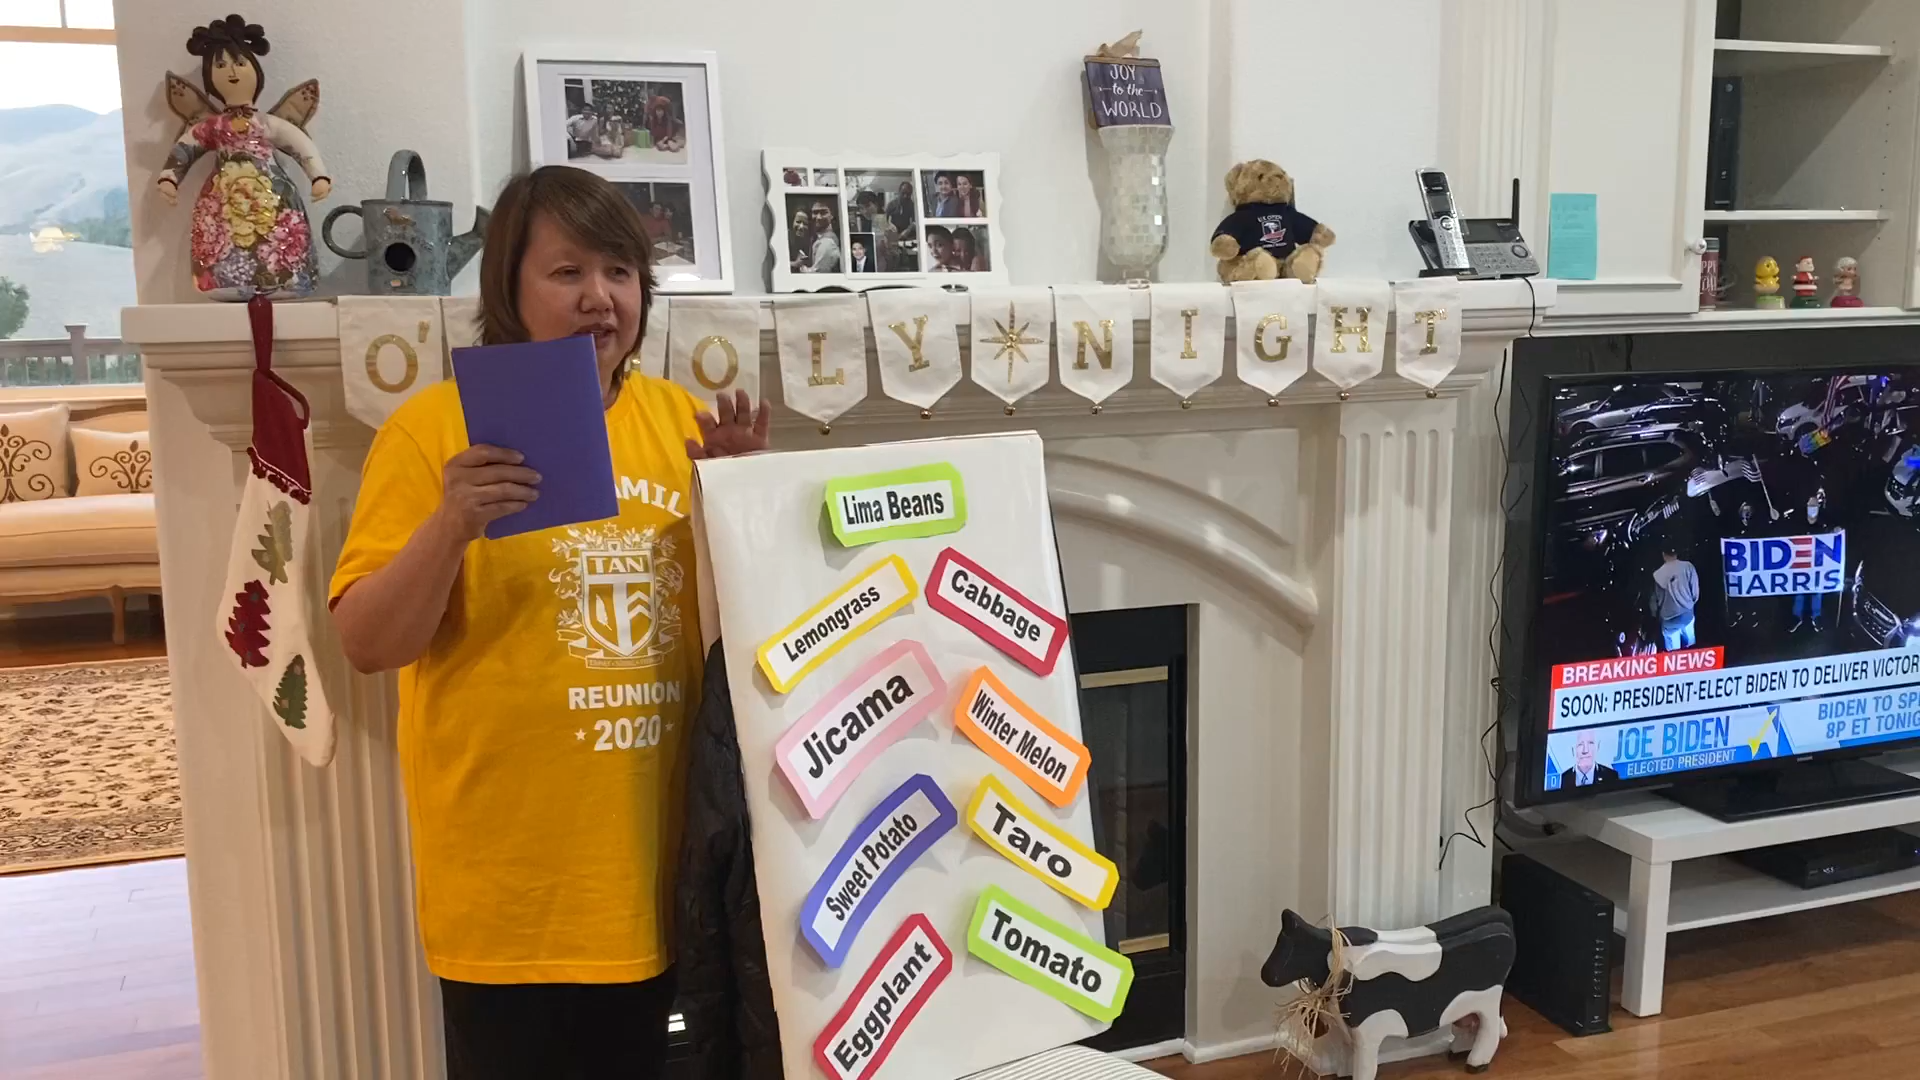 JOY
to the
WORLD
O' OLY NIGHT
AMIL
TAN
REUNION
2020
Lima Beans
Lemongrass
Cabbage
Jicama
Winter Melon
Sweet Potato
Taro
Eggplant
Tomato
BIDEN
HARRIS
BREAKING NEWS
SOON: PRESIDENT-ELECT BIDEN TO DELIVER VICTOR
JOE BIDEN
ELECTED PRESIDENT
BIDEN TO SP
8P ET TONIG